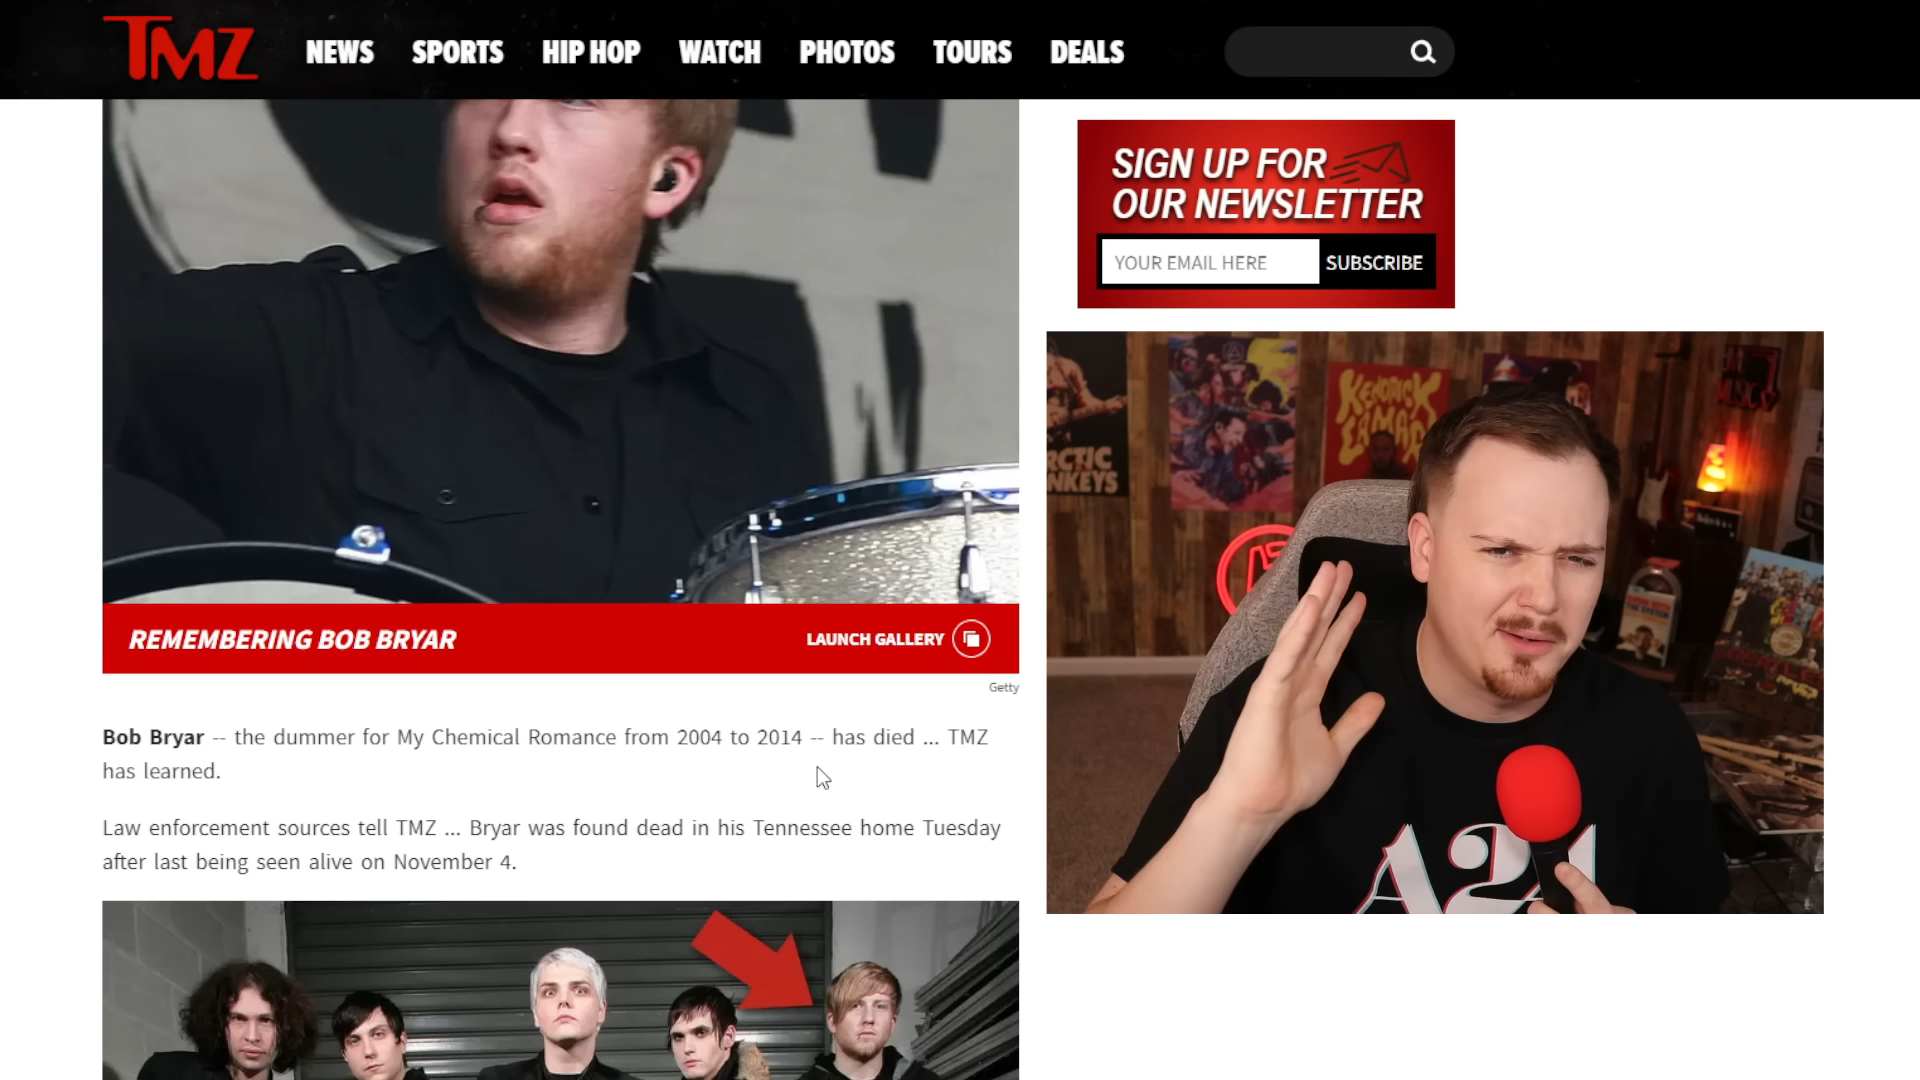 TMZ
NEWS SPORTS HIP HOP WATCH PHOTOS TOURS DEALS
SIGN UP FOR
OUR NEWSLETTER
YOUR EMAIL HERE SUBSCRIBE
REMEMBERING BOB BRYAR
LAUNCH GALLERY
Getty
Bob Bryar -- the dummer for My Chemical Romance from 2004 to 2014 -- has died ... TMZ
has learned.
Law enforcement sources tell TMZ ... Bryar was found dead in his Tennessee home Tuesday
after last being seen alive on November 4.
KENDRICK
LAMAR
MUSIC
A24